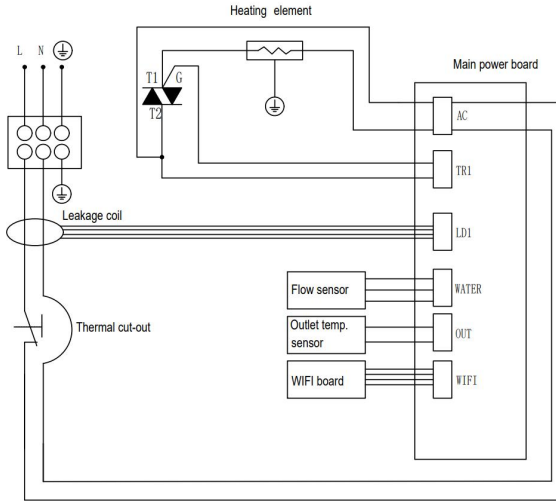 Heating element
L N
Main power board
T1 G
T2
AC
TR1
Leakage coil
LD1
Flow sensor
WATER
Thermal cut-out
Outlet temp.
sensor
OUT
WIFI board
WIFI